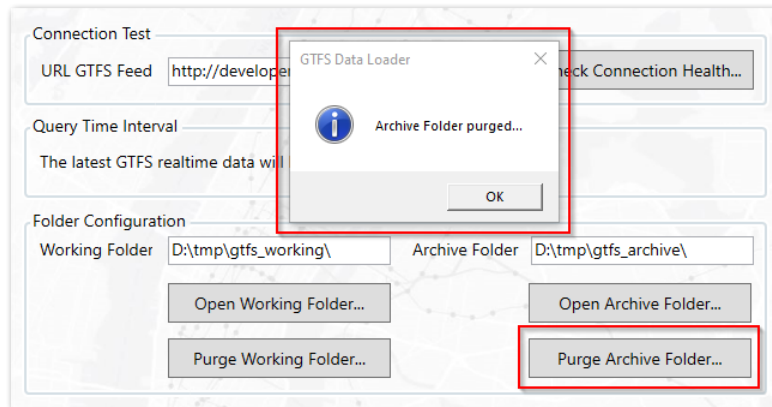 Connection Test
GTFS Data Loader
URL GTFS Feed http://develope eck Connection Health...
Archive Folder purged...
Query Time Interval
The latest GTFS realtime data will
OK
Folder Configuration
Working Folder D:\tmp\gtfs_working\ Archive Folder D:\tmp\gtfs_archive\
Open Working Folder... Open Archive Folder...
Purge Working Folder... Purge Archive Folder...